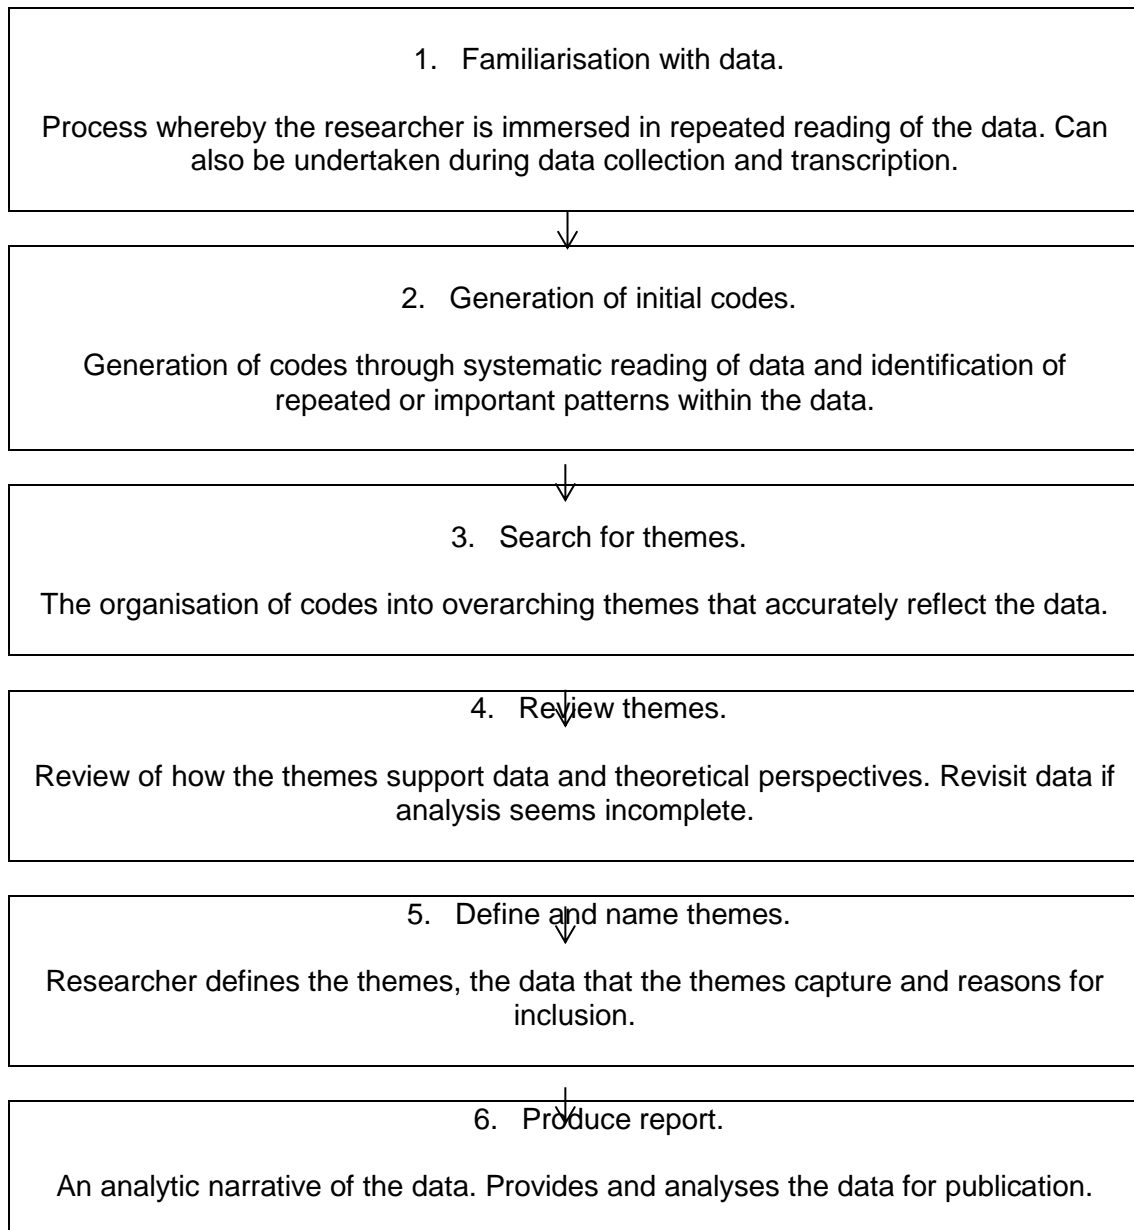 1. Familiarisation with data.
Process whereby the researcher is immersed in repeated reading of the data. Can
also be undertaken during data collection and transcription.
2. Generation of initial codes.
Generation of codes through systematic reading of data and identification of
repeated or important patterns within the data.
3. Search for themes.
The organisation of codes into overarching themes that accurately reflect the data.
4. Review themes.
Review of how the themes support data and theoretical perspectives. Revisit data if
analysis seems incomplete.
5. Define and name themes.
Researcher defines the themes, the data that the themes capture and reasons for
inclusion.
6. Produce report.
An analytic narrative of the data. Provides and analyses the data for publication.